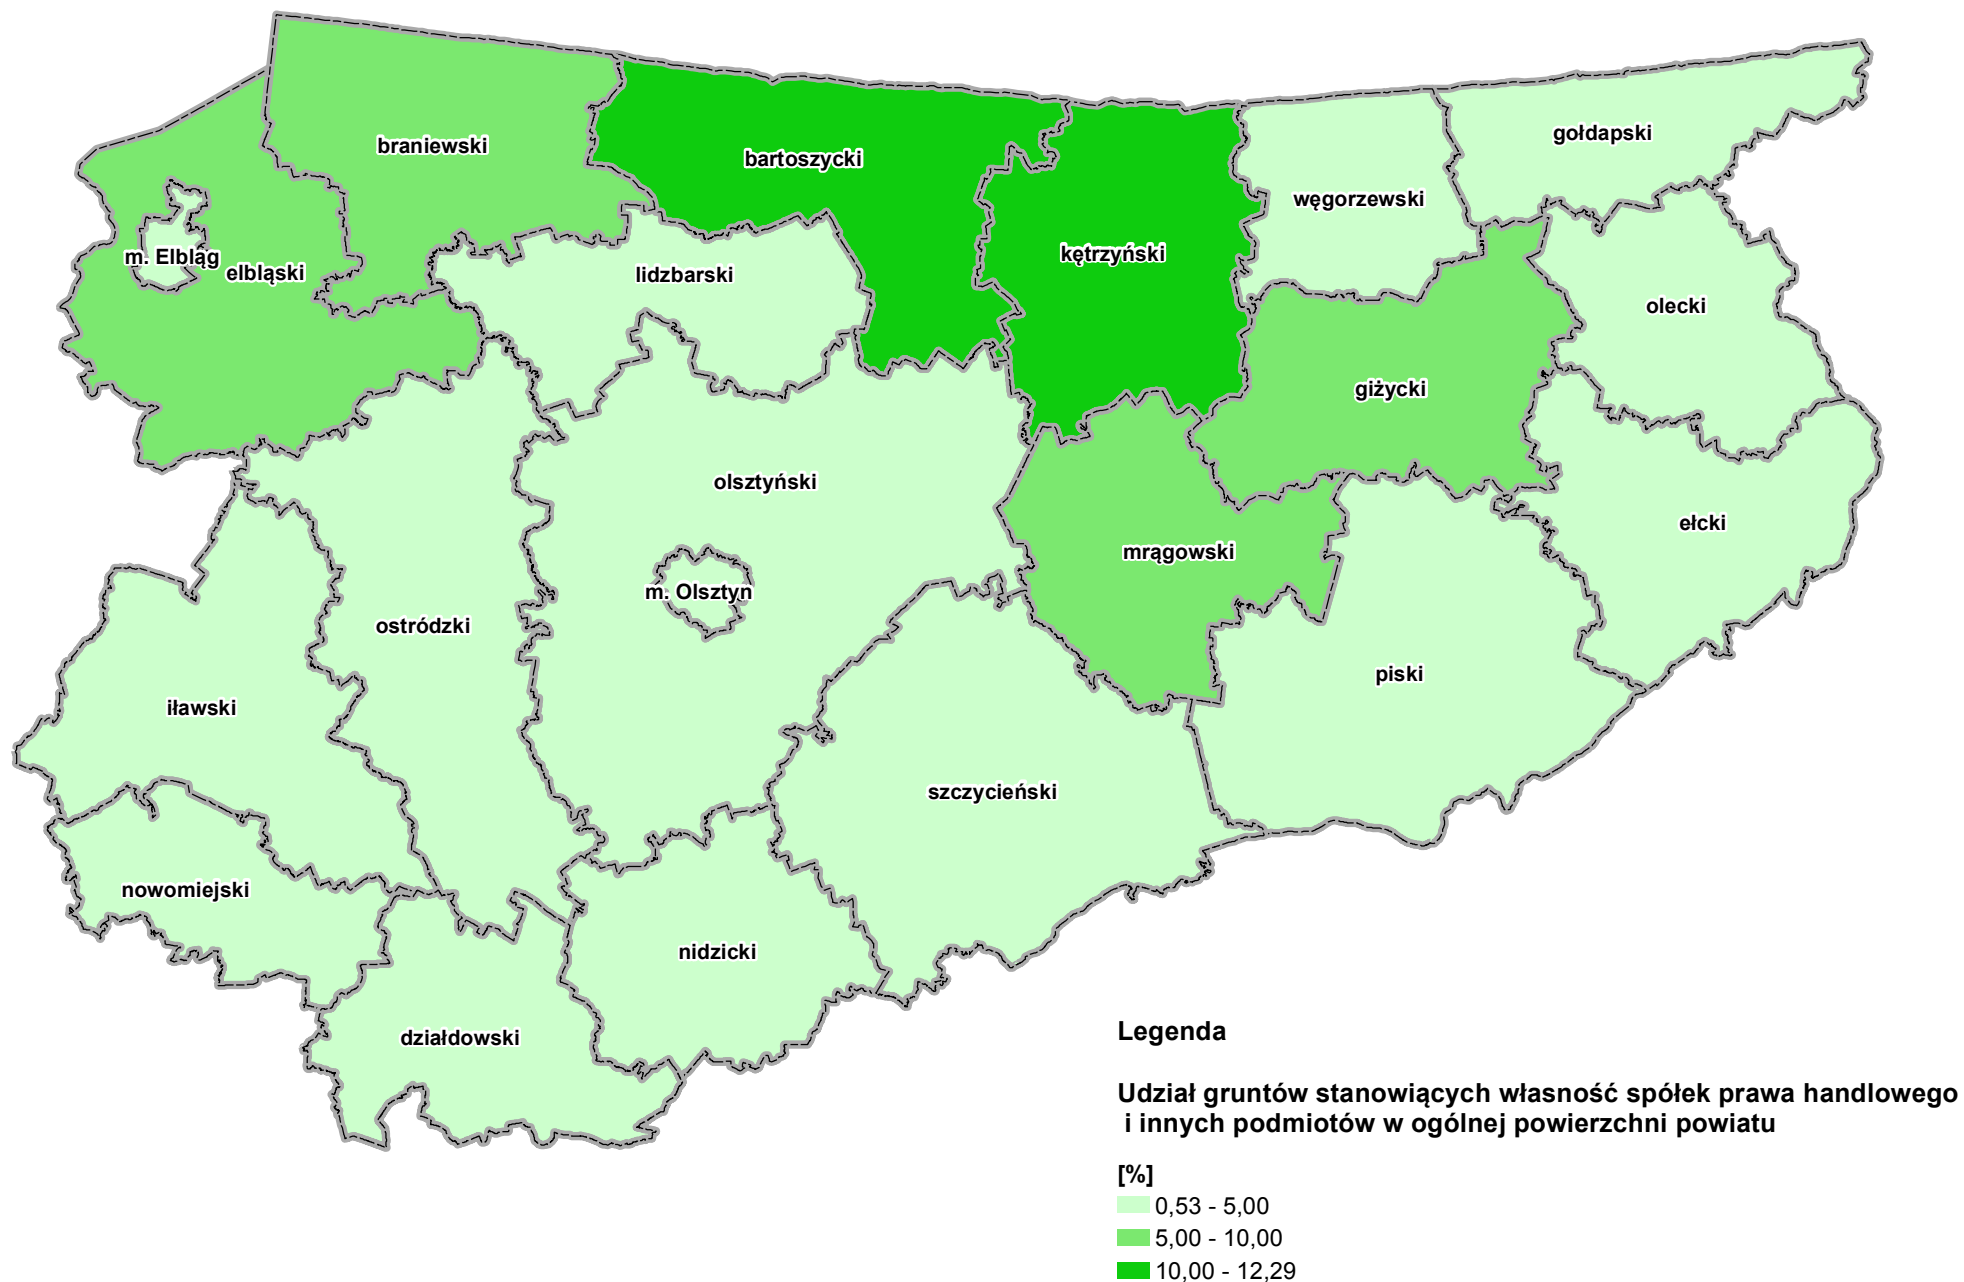 gołdapski
braniewski
bartoszycki
węgorzewski
kętrzyński
m. Elbląg
elbląski
lidzbarski
olecki
giżycki
olsztyński
ełcki
mrągowski
m. Olsztyn
ostródzki
piski
iławski
szczycieński
nowomiejski
nidzicki
działdowski
Legenda
Udział gruntów stanowiących własność spółek prawa handlowego
i innych podmiotów w ogólnej powierzchni powiatu
[%]
0,53 - 5,00
5,00 - 10,00
10,00 - 12,29